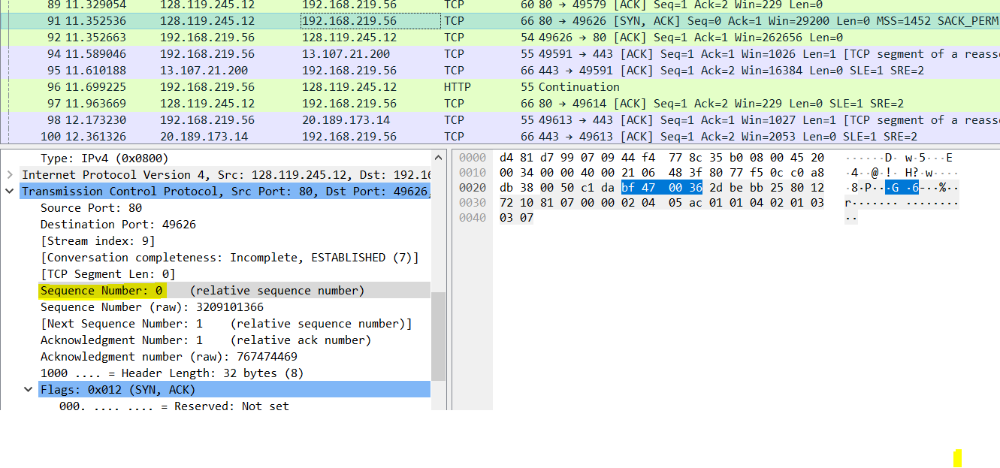 89 11.329054 128.119.245.12 192.168.219.56 TCP 60 80 → 49579 [ACK] Seq=1 Ack=2 Win=229 Len=0
91 11.352536 128.119.245.12 192.168.219.56 TCP 66 80 → 49626 [SYN, ACK] Seq=0 Ack=1 Win=29200 Len=0 MSS=1452 SACK_PERM
92 11.352663 192.168.219.56 128.119.245.12 TCP 54 49626 → 80 [ACK] Seq=1 Ack=1 Win=262656 Len=0
94 11.589046 192.168.219.56 13.107.21.200 TCP 55 49591 → 443 [ACK] Seq=1 Ack=1 Win=1026 Len=1 [TCP segment of a reass
95 11.610188 13.107.21.200 192.168.219.56 TCP 66 443 → 49591 [ACK] Seq=1 Ack=2 Win=16384 Len=0 SLE=1 SRE=2
96 11.699225 192.168.219.56 128.119.245.12 HTTP 55 Continuation
97 11.963669 128.119.245.12 192.168.219.56 TCP 66 80 → 49614 [ACK] Seq=1 Ack=2 Win=229 Len=0 SLE=1 SRE=2
98 12.173230 192.168.219.56 20.189.173.14 TCP 55 49613 → 443 [ACK] Seq=1 Ack=1 Win=1027 Len=1 [TCP segment of a reass
100 12.361326 20.189.173.14 192.168.219.56 TCP 66 443 → 49613 [ACK] Seq=1 Ack=2 Win=2053 Len=0 SLE=1 SRE=2
Type: IPv4 (0x0800)
Internet Protocol Version 4, Src: 128.119.245.12, Dst: 192.16
Transmission Control Protocol, Src Port: 80, Dst Port: 49626,
Source Port: 80
Destination Port: 49626
[Stream index: 9]
[Conversation completeness: Incomplete, ESTABLISHED (7)]
[TCP Segment Len: 0]
Sequence Number: 0 (relative sequence number)
Sequence Number (raw): 3209101366
[Next Sequence Number: 1 (relative sequence number)]
Acknowledgment Number: 1 (relative ack number)
Acknowledgment number (raw): 767474469
1000 .... = Header Length: 32 bytes (8)
Flags: 0x012 (SYN, ACK)
000. .... .... = Reserved: Not set
0000 d4 81 d7 99 07 09 44 f4 77 8c 35 b0 08 00 45 20 ······D· w·5···E 
0010 00 34 00 00 40 00 21 06 48 3f 80 77 f5 0c c0 a8 ·4··@·!· H?·w····
0020 db 38 00 50 c1 da bf 47 00 36 2d be bb 25 80 12 ·8·P···G ·6-··%··
0030 72 10 81 07 00 00 02 04 05 ac 01 01 04 02 01 03 r······· ········
0040 03 07 ··